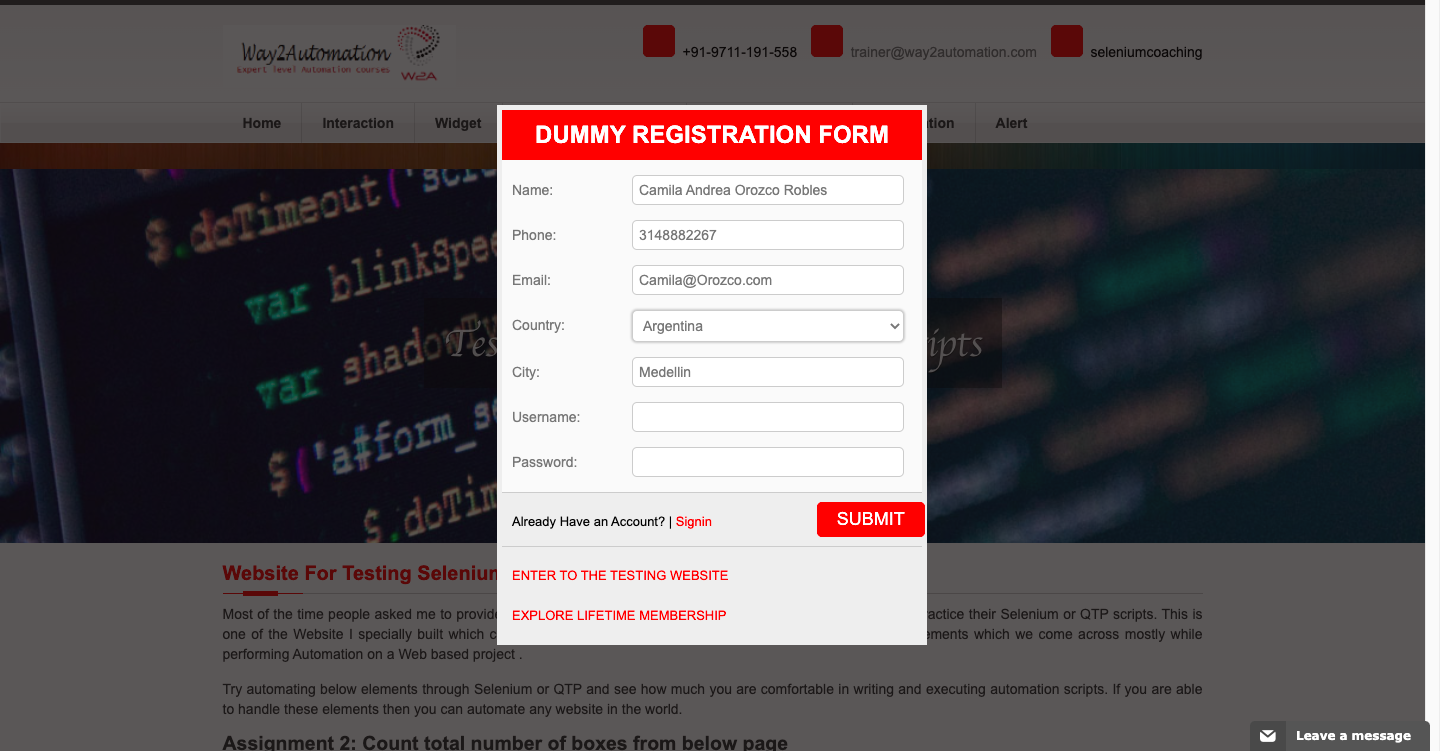 Way2Automation
Expert level Automation courses
W2A
+91-9711-191-558
trainer@way2automation.com
seleniumcoaching
Home
Interaction
Widget
tion
Alert
DUMMY REGISTRATION FORM
Name:
Camila Andrea Orozco Robles
Phone:
3148882267
Email:
Camila@Orozco.com
Country:
Argentina
City:
Medellin
Username:
Password:
Already Have an Account? | Signin
SUBMIT
ENTER TO THE TESTING WEBSITE
EXPLORE LIFETIME MEMBERSHIP
$.doTimeout('scr
var blinkSpee
var shadow
$('#form_se
$.doTim
Tes
ipts
Website For Testing Selenium
Most of the time people asked me to provide
actice their Selenium or QTP scripts. This is
one of the Website I specially built which c
ements which we come across mostly while
performing Automation on a Web based project .
Try automating below elements through Selenium or QTP and see how much you are comfortable in writing and executing automation scripts. If you are able
to handle these elements then you can automate any website in the world.
Assignment 2: Count total number of boxes from below page
Leave a message